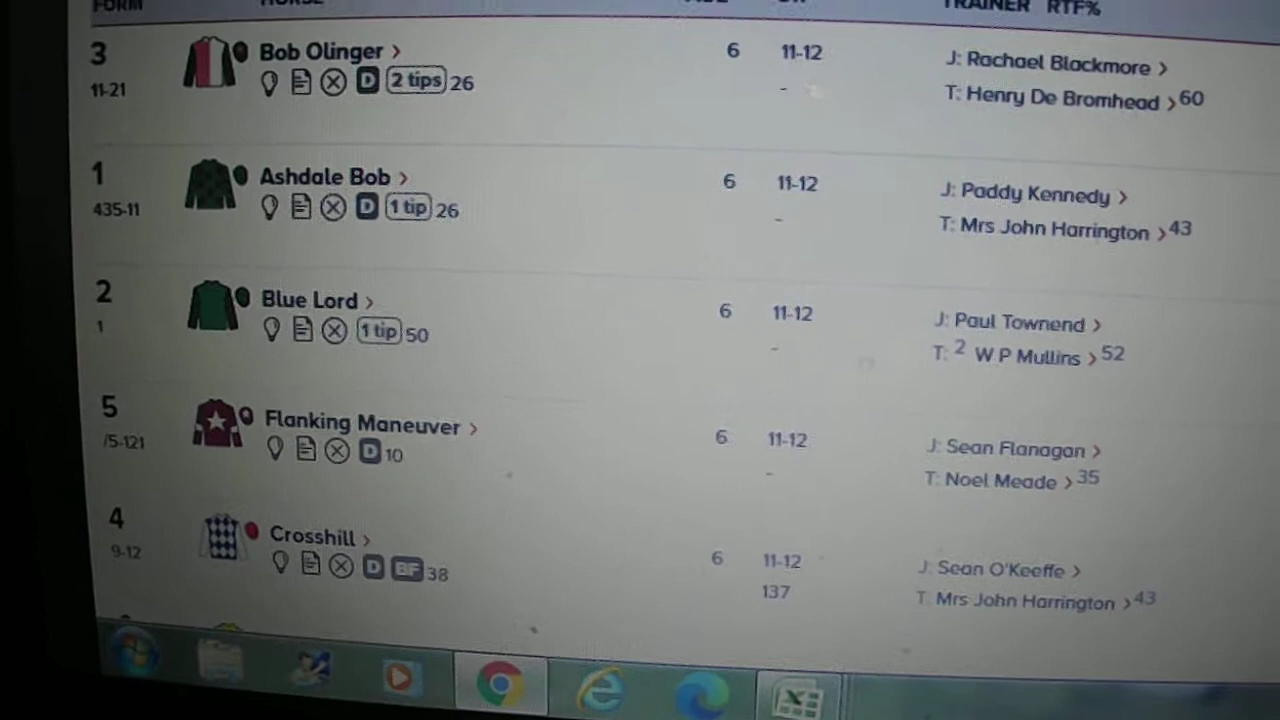 FORM HORSE TRAINER RTF%
3 Bob Olinger > 6 11-12 J: Rachael Blackmore >
11-21 D 2 tips 26 - T: Henry De Bromhead > 60
1 Ashdale Bob > 6 11-12 J: Paddy Kennedy >
435-11 D 1 tip 26 - T: Mrs John Harrington > 43
2 Blue Lord > 6 11-12 J: Paul Townend >
1 1 tip 50 - T: 2 W P Mullins > 52
5 Flanking Maneuver > 6 11-12 J: Sean Flanagan >
/5-121 D 10 - T: Noel Meade > 35
4 Crosshill > 6 11-12 J: Sean O'Keeffe >
9-12 D BF 38 137 T: Mrs John Harrington > 43